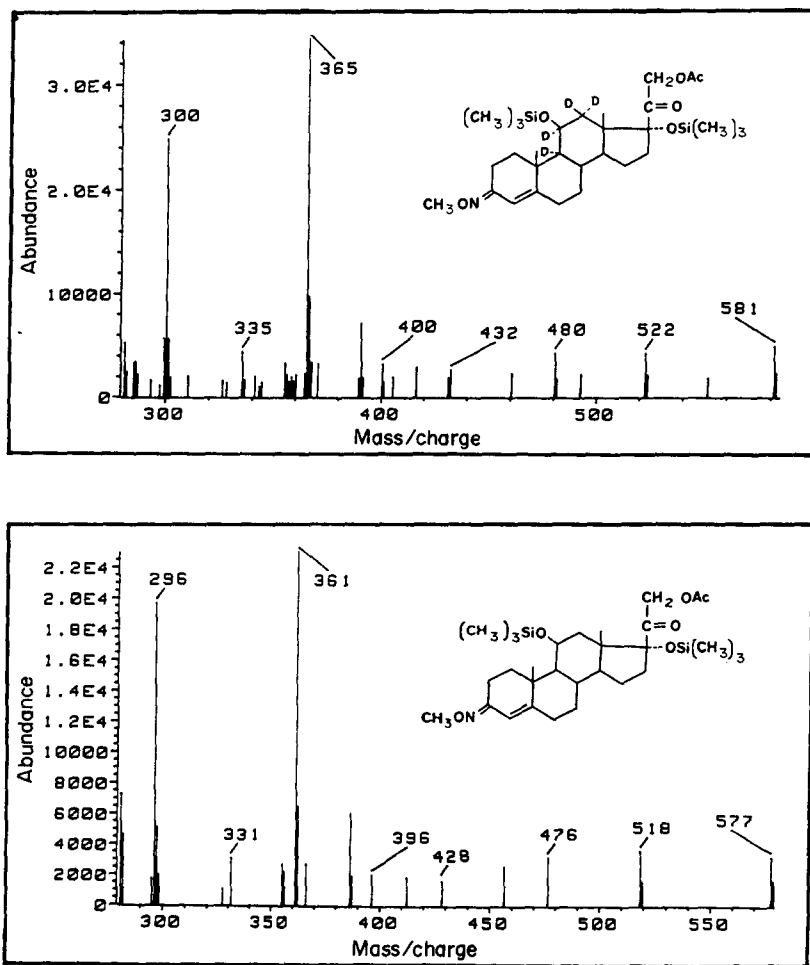 3.0E4
2.0E4
10000
0
Abundance
300
400
500
Mass/charge
300
335
365
400
432
480
522
581
CH2OAc
C=O
(CH3)3SiO
D
D
D
D
OSi(CH3)3
CH3ON
2.2E4
2.0E4
1.8E4
1.6E4
1.4E4
1.2E4
10000
8000
6000
4000
2000
0
Abundance
300
350
400
450
500
550
Mass/charge
296
331
361
396
428
476
518
577
CH2 OAc
C=O
(CH3)3SiO
OSi(CH3)3
CH3ON